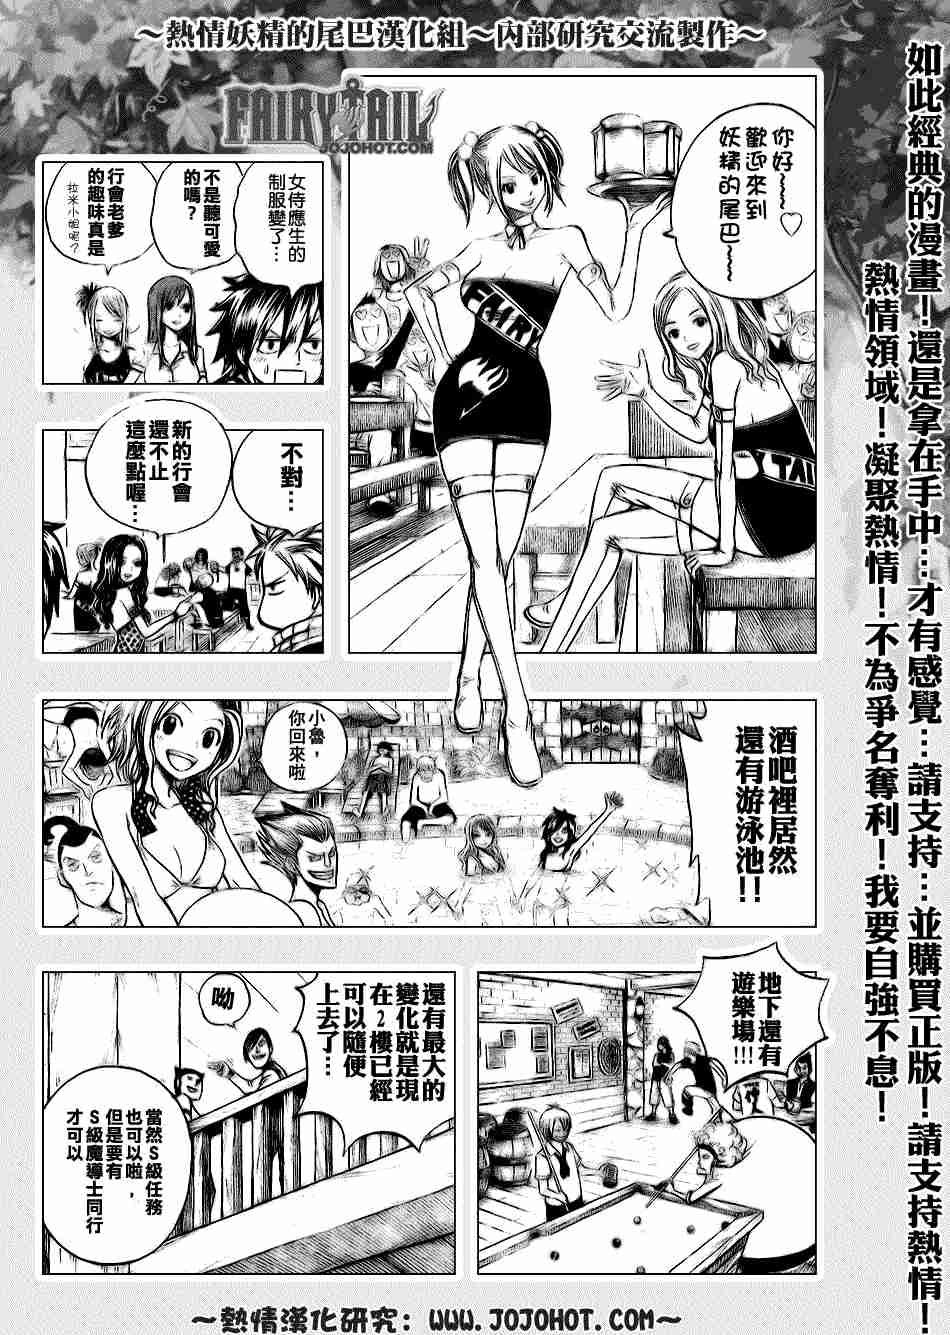 ～熱情妖精的尾巴漢化組～內部研究交流製作～
如此經典的漫畫！還是拿在手中…才有感覺…請支持…並購買正版！請支持熱情！
熱情領域！凝聚熱情！不為爭名奪利！我要自強不息！
FAIRY TAIL
JOJOHOT.COM
你好～～♡
歡迎來到
妖精的
尾巴～～
FAIRY
RY TAIL
女侍應生的
制服變了…
不是聽可愛
的嗎？
行會老爹
的趣味真是
拉米小姐呢？
不對…
新的行會
還不止
這麼點喔…
酒吧裡居然
還有游泳池!!
小魯，
你回來啦
地下還有
遊樂場!!!
還有最大的
變化就是現
在2樓已經
可以隨便
上去了…
呦
當然S級任務
也可以啦，
但是要有
S級魔導士同行
才可以
～熱情漢化研究：WWW.JOJOHOT.COM～